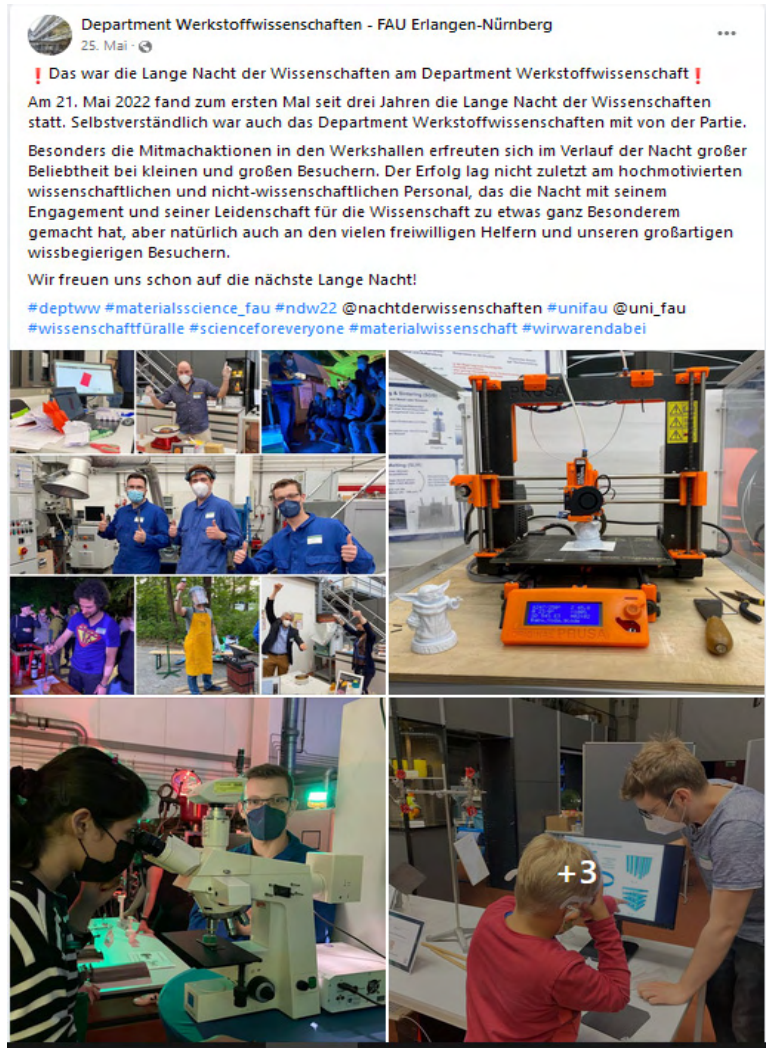 Department Werkstoffwissenschaften - FAU Erlangen-Nürnberg
25. Mai ·
❗Das war die Lange Nacht der Wissenschaften am Department Werkstoffwissenschaft❗
Am 21. Mai 2022 fand zum ersten Mal seit drei Jahren die Lange Nacht der Wissenschaften
statt. Selbstverständlich war auch das Department Werkstoffwissenschaften mit von der Partie.
Besonders die Mitmachaktionen in den Werkshallen erfreuten sich im Verlauf der Nacht großer
Beliebtheit bei kleinen und großen Besuchern. Der Erfolg lag nicht zuletzt am hochmotivierten
wissenschaftlichen und nicht-wissenschaftlichen Personal, das die Nacht mit seinem
Engagement und seiner Leidenschaft für die Wissenschaft zu etwas ganz Besonderem
gemacht hat, aber natürlich auch an den vielen freiwilligen Helfern und unseren großartigen
wissbegierigen Besuchern.
Wir freuen uns schon auf die nächste Lange Nacht!
#deptww #materialsscience_fau #ndw22 @nachtderwissenschaften #unifau @uni_fau
#wissenschaftfüralle #scienceforeveryone #materialwissenschaft #wirwarendabei
PRUSA
+3